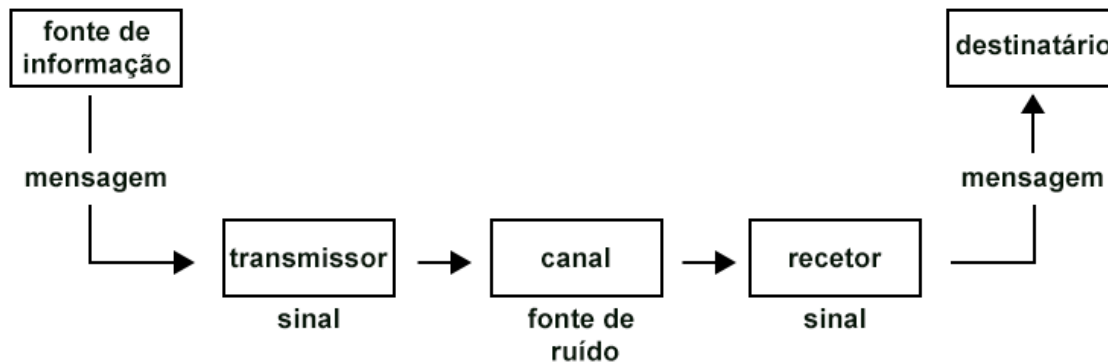 fonte de
informação
destinatário
mensagem
mensagem
transmissor
canal
recetor
sinal
fonte de
ruído
sinal